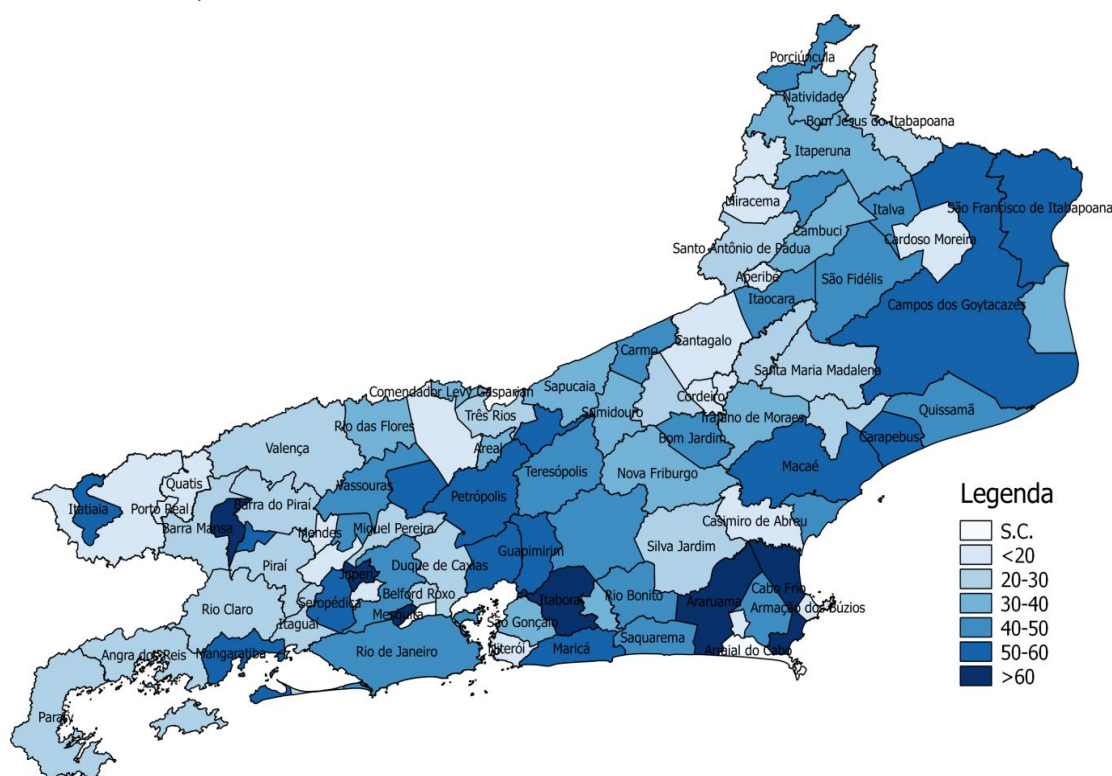 Porciúncula
Natividade
Bom Jesus do Itabapoana
Itaperuna
Miracema
Italva
São Francisco de Itabapoana
Cambuci
Cardoso Moreira
Santo Antônio de Pádua
Aperibé
São Fidélis
Itaocara
Campos dos Goytacazes
Carmo
Cantagalo
Santa Maria Madalena
Comendador Levy Gasparian
Sapucaia
Cordeiro
Três Rios
Sumidouro
Trajano de Moraes
Quissamã
Rio das Flores
Bom Jardim
Carapebus
Valença
Areal
Teresópolis
Nova Friburgo
Macaé
Vassouras
Quatis
Itatiaia
Porto Real
Barra do Piraí
Petrópolis
Barra Mansa
Mendes
Miguel Pereira
Casimiro de Abreu
Guapimirim
Silva Jardim
Piraí
Duque de Caxias
Japeri
Cabo Frio
Rio Claro
Seropédica
Belford Roxo
Itaboraí
Rio Bonito
Araruama
Armação dos Búzios
Itaguaí
Mesquita
São Gonçalo
Saquarema
Angra dos Reis
Mangaratiba
Rio de Janeiro
Niterói
Maricá
Arraial do Cabo
Paraty
Legenda
S.C.
<20
20-30
30-40
40-50
50-60
>60